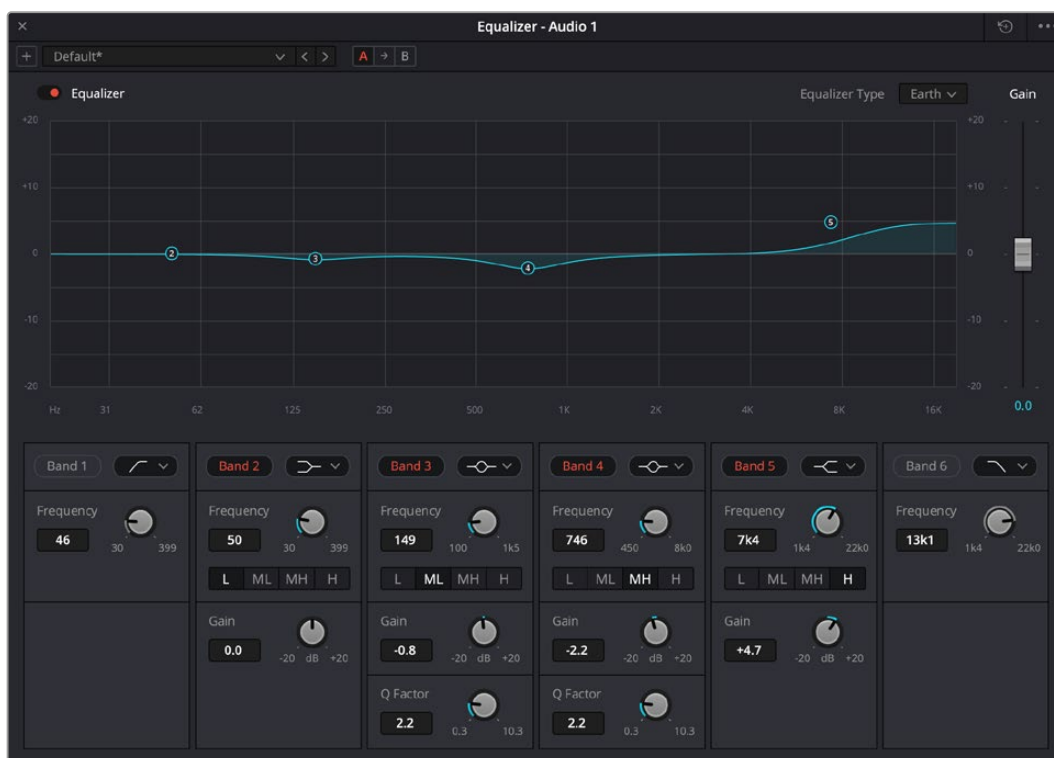 Equalizer - Audio 1
Default* A B
Equalizer Equalizer Type Earth Gain
+20 +20
+10 +10
2 3 4 5
0 0
-10 -10
-20 -20
Hz 31 62 125 250 500 1K 2K 4K 8K 16K 0.0
Band 1 Band 2 Band 3 Band 4 Band 5 Band 6
Frequency Frequency Frequency Frequency Frequency Frequency
46 30 399 50 30 399 149 100 1k5 746 450 8k0 7k4 1k4 22k0 13k1 1k4 22k0
L ML MH H L ML MH H L ML MH H L ML MH H
Gain Gain Gain Gain
0.0 -20 dB +20 -0.8 -20 dB +20 -2.2 -20 dB +20 +4.7 -20 dB +20
Q Factor Q Factor
2.2 0.3 10.3 2.2 0.3 10.3